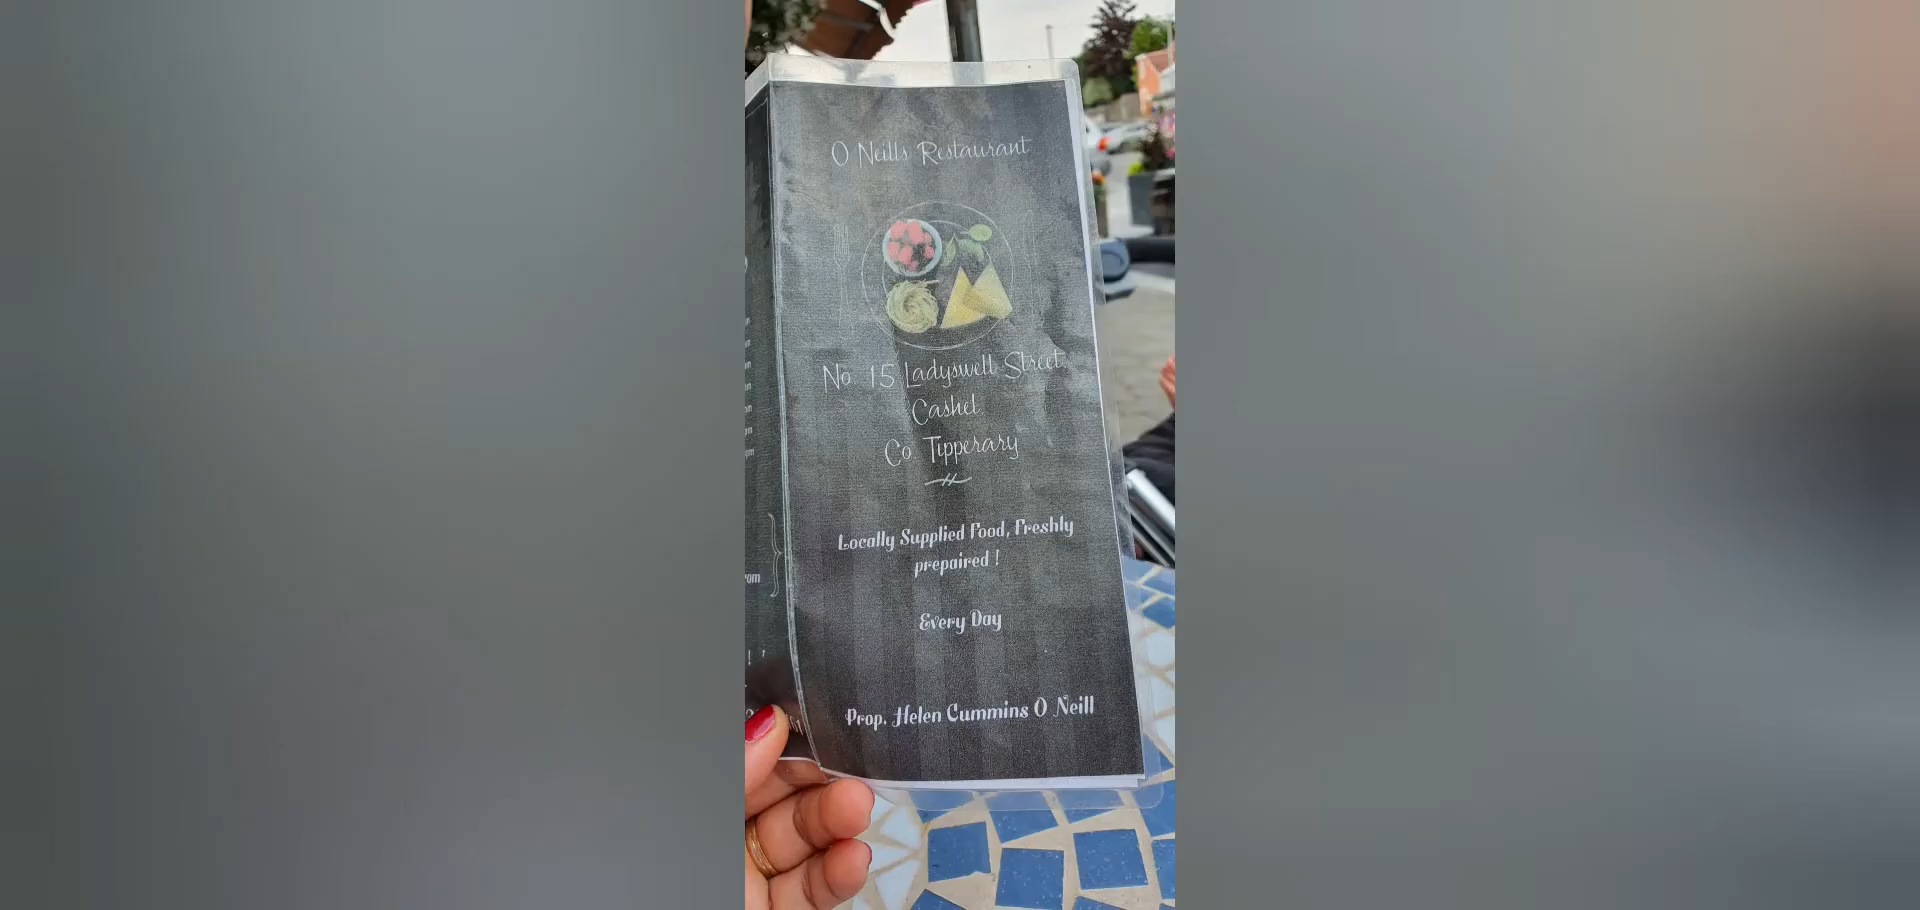 O Neills Restaurant
No 15 Ladyswell Street
Cashel
Co Tipperary
Locally Supplied Food, Freshly
prepaired !
Every Day
Prop. Helen Cummins O Neill